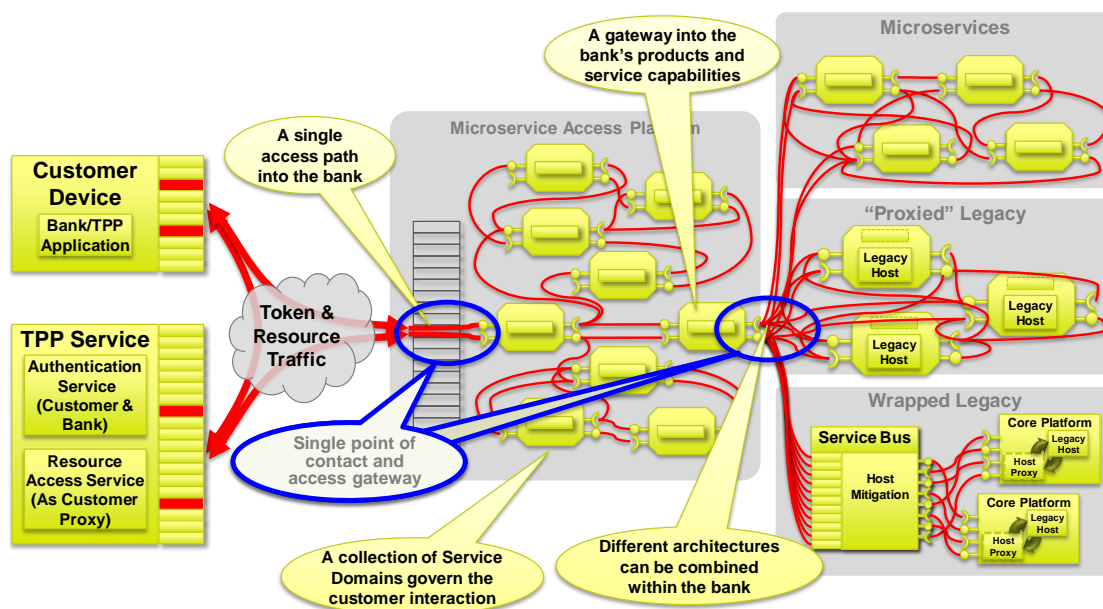 Customer
Device
Bank/TPP
Application
TPP Service
Authentication
Service
(Customer &
Bank)
Resource
Access Service
(As Customer
Proxy)
Token &
Resource
Traffic
A single
access path
into the bank
Microservice Access Platform
A gateway into the
bank's products and
service capabilities
Single point of
contact and
access gateway
A collection of Service
Domains govern the
customer interaction
Different architectures
can be combined
within the bank
Microservices
"Proxied" Legacy
Legacy
Host
Legacy
Host
Legacy
Host
Wrapped Legacy
Service Bus
Host
Mitigation
Core Platform
Legacy
Host
Host
Proxy
Core Platform
Legacy
Host
Host
Proxy